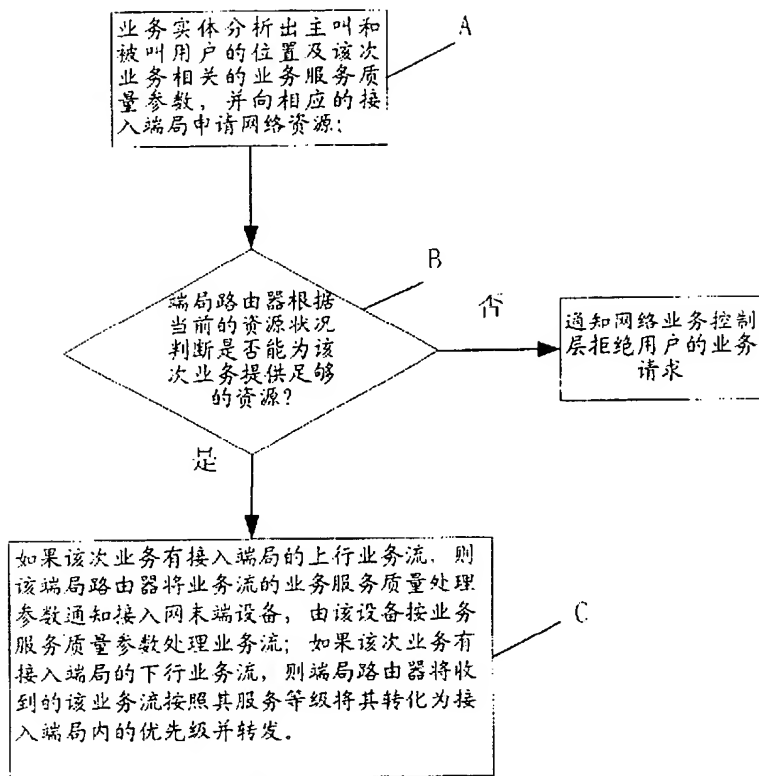 业务实体分析出主叫和
被叫用户的位置及该次
业务相关的业务服务质
量参数，并向相应的接
入端局申请网络资源；
A
端局路由器根据
当前的资源状况
判断是否能为该
次业务提供足够
的资源？
B
否
通知网络业务控制
层拒绝用户的业务
请求
是
如果该次业务有接入端局的上行业务流，则
该端局路由器将业务流的业务服务质量处理
参数通知接入网末端设备，由该设备按业务
服务质量参数处理业务流；如果该次业务有
接入端局的下行业务流，则端局路由器将收
到的该业务流按照其服务等级将其转化为接
入端局内的优先级并转发。
C